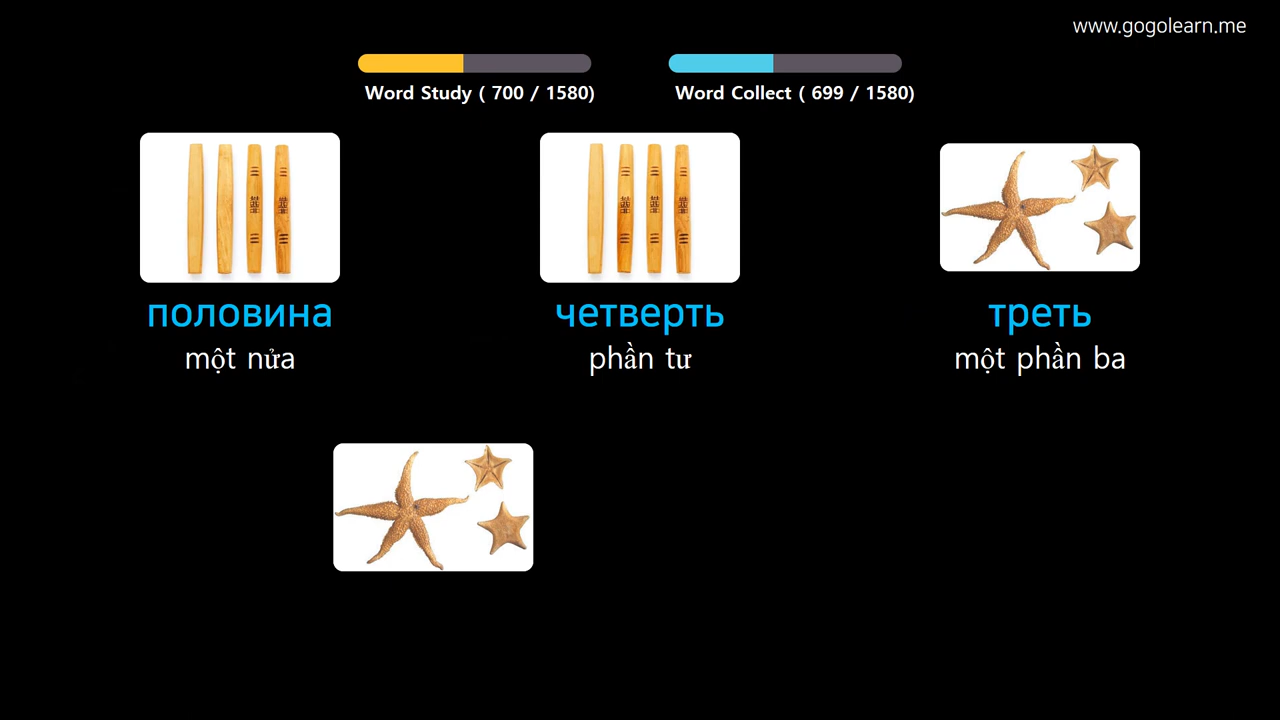 www.gogolearn.me
Word Study ( 700 / 1580)
Word Collect ( 699 / 1580)
половина
четверть
треть
một nửa
phần tư
một phần ba